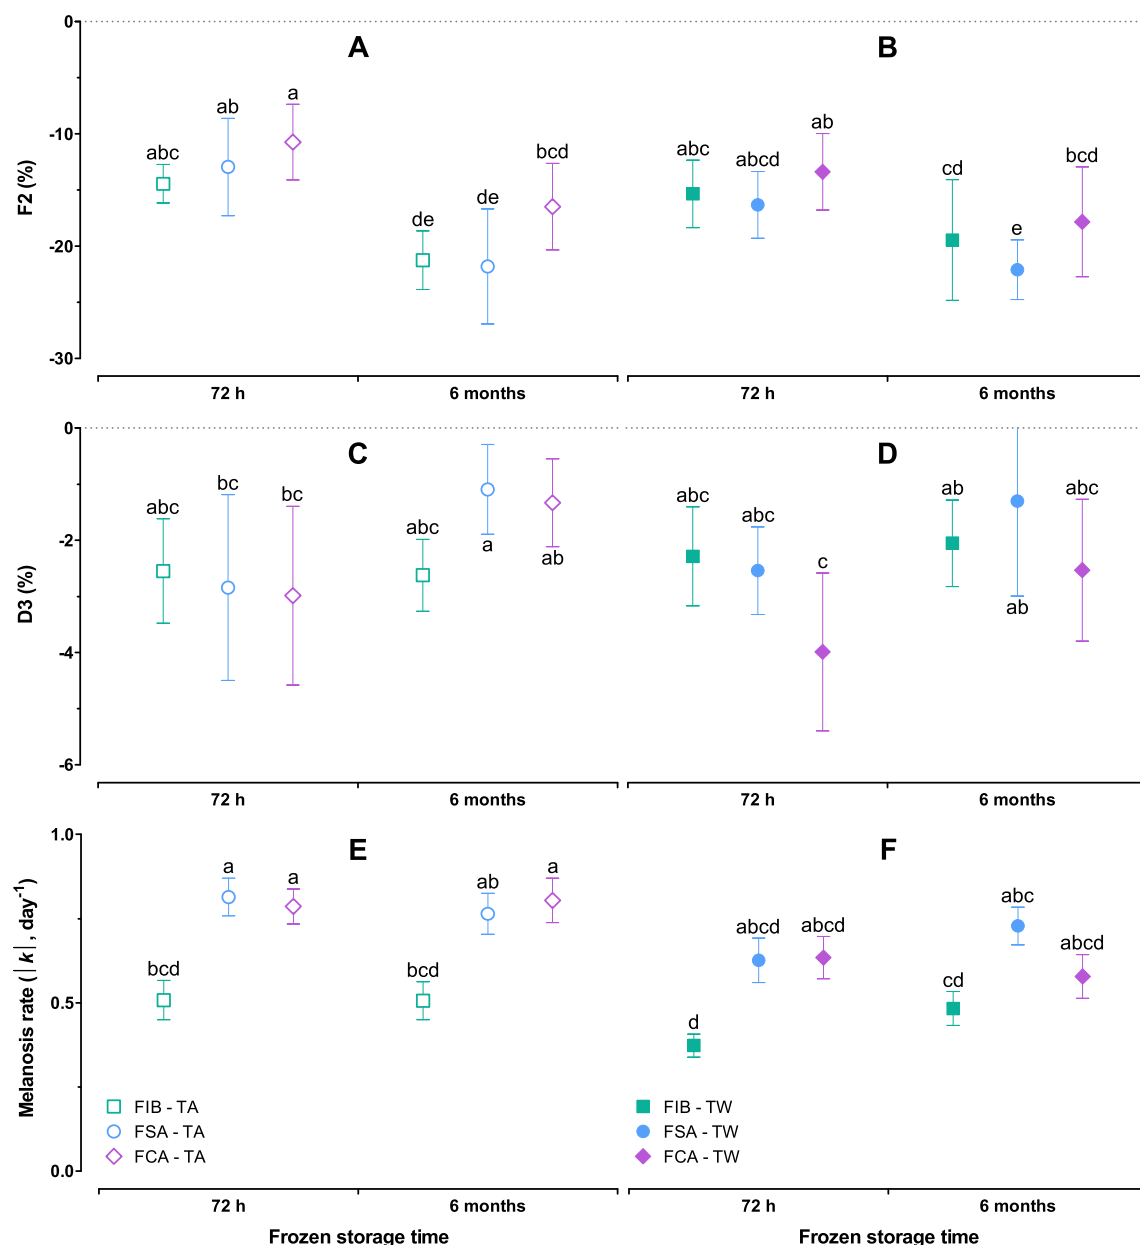 0
A
B
a
ab
abc
-10
F2 (%)
bcd
de
de
-20
-30
ab
abc
abcd
bcd
cd
e
72 h
6 months
72 h
6 months
0
C
D
abc
bc
bc
abc
a
ab
-2
D3 (%)
-4
-6
abc
abc
c
ab
ab
abc
72 h
6 months
72 h
6 months
1.0
E
F
a
a
ab
a
bcd
bcd
0.5
Melanosis rate (|k|, day-1)
0.0
abcd
abcd
abc
abcd
cd
d
FIB - TA
FSA - TA
FCA - TA
FIB - TW
FSA - TW
FCA - TW
72 h
6 months
72 h
6 months
Frozen storage time
Frozen storage time